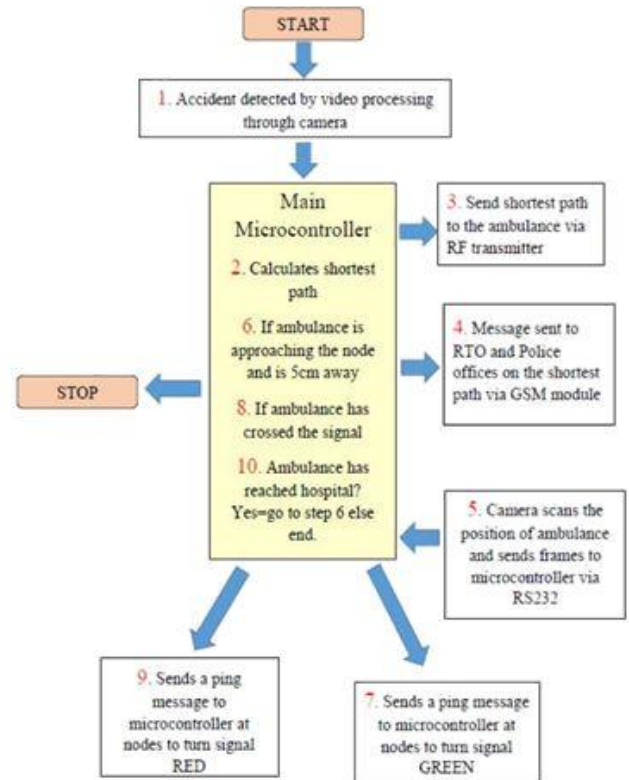 START
1. Accident detected by video processing
through camera
Main
Microcontroller
2. Calculates shortest
path
6. If ambulance is
approaching the node
and is 5cm away
8. If ambulance has
crossed the signal
10. Ambulance has
reached hospital?
Yes=go to step 6 else
end.
3. Send shortest path
to the ambulance via
RF transmitter
4. Message sent to
RTO and Police
offices on the shortest
path via GSM module
STOP
5. Camera scans the
position of ambulance
and sends frames to
microcontroller via
RS232
9. Sends a ping
message to
microcontroller at
nodes to turn signal
RED
7. Sends a ping message
to microcontroller at
nodes to turn signal
GREEN